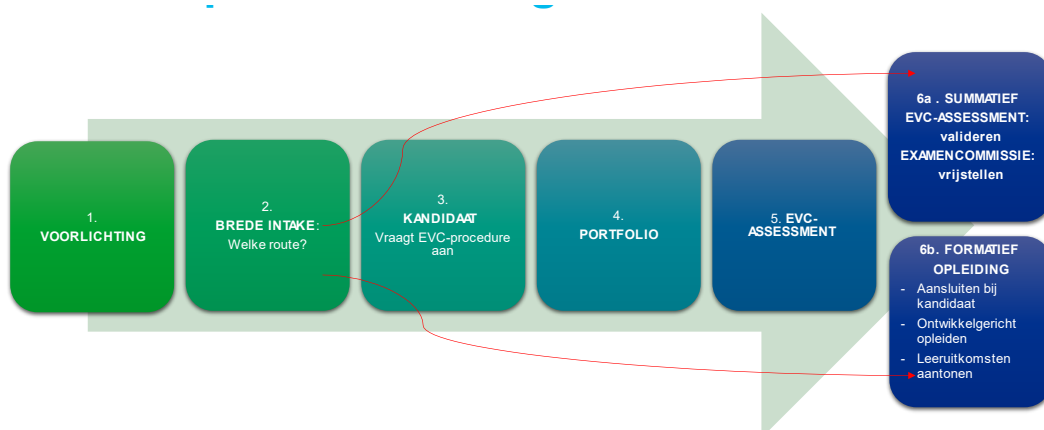 1.
VOORLICHTING
2.
BREDE INTAKE:
Welke route?
3.
KANDIDAAT
Vraagt EVC-procedure
aan
4.
PORTFOLIO
5. EVC-
ASSESSMENT
6a . SUMMATIEF
EVC-ASSESSMENT:
valideren
EXAMENCOMMISSIE:
vrijstellen
6b. FORMATIEF
OPLEIDING
- Aansluiten bij
kandidaat
- Ontwikkelgericht
opleiden
- Leeruitkomsten
aantonen